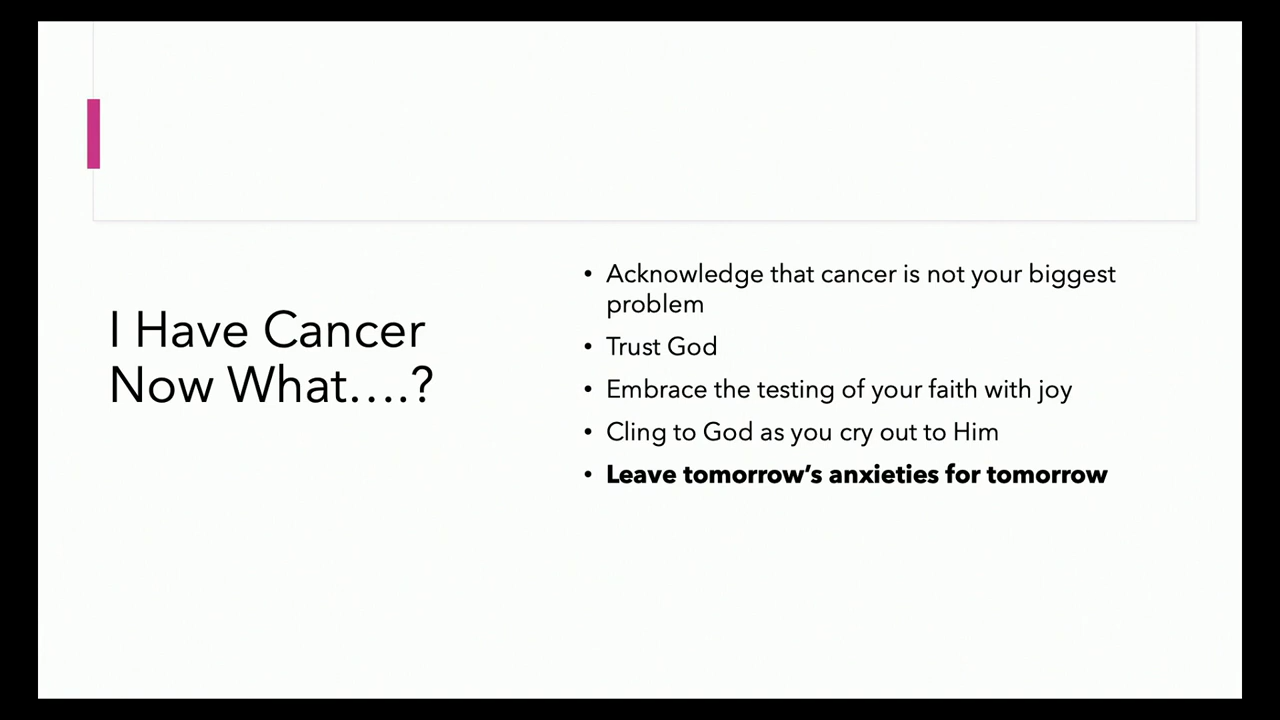 I Have Cancer
Now What....?
• Acknowledge that cancer is not your biggest
problem
• Trust God
• Embrace the testing of your faith with joy
• Cling to God as you cry out to Him
• Leave tomorrow’s anxieties for tomorrow